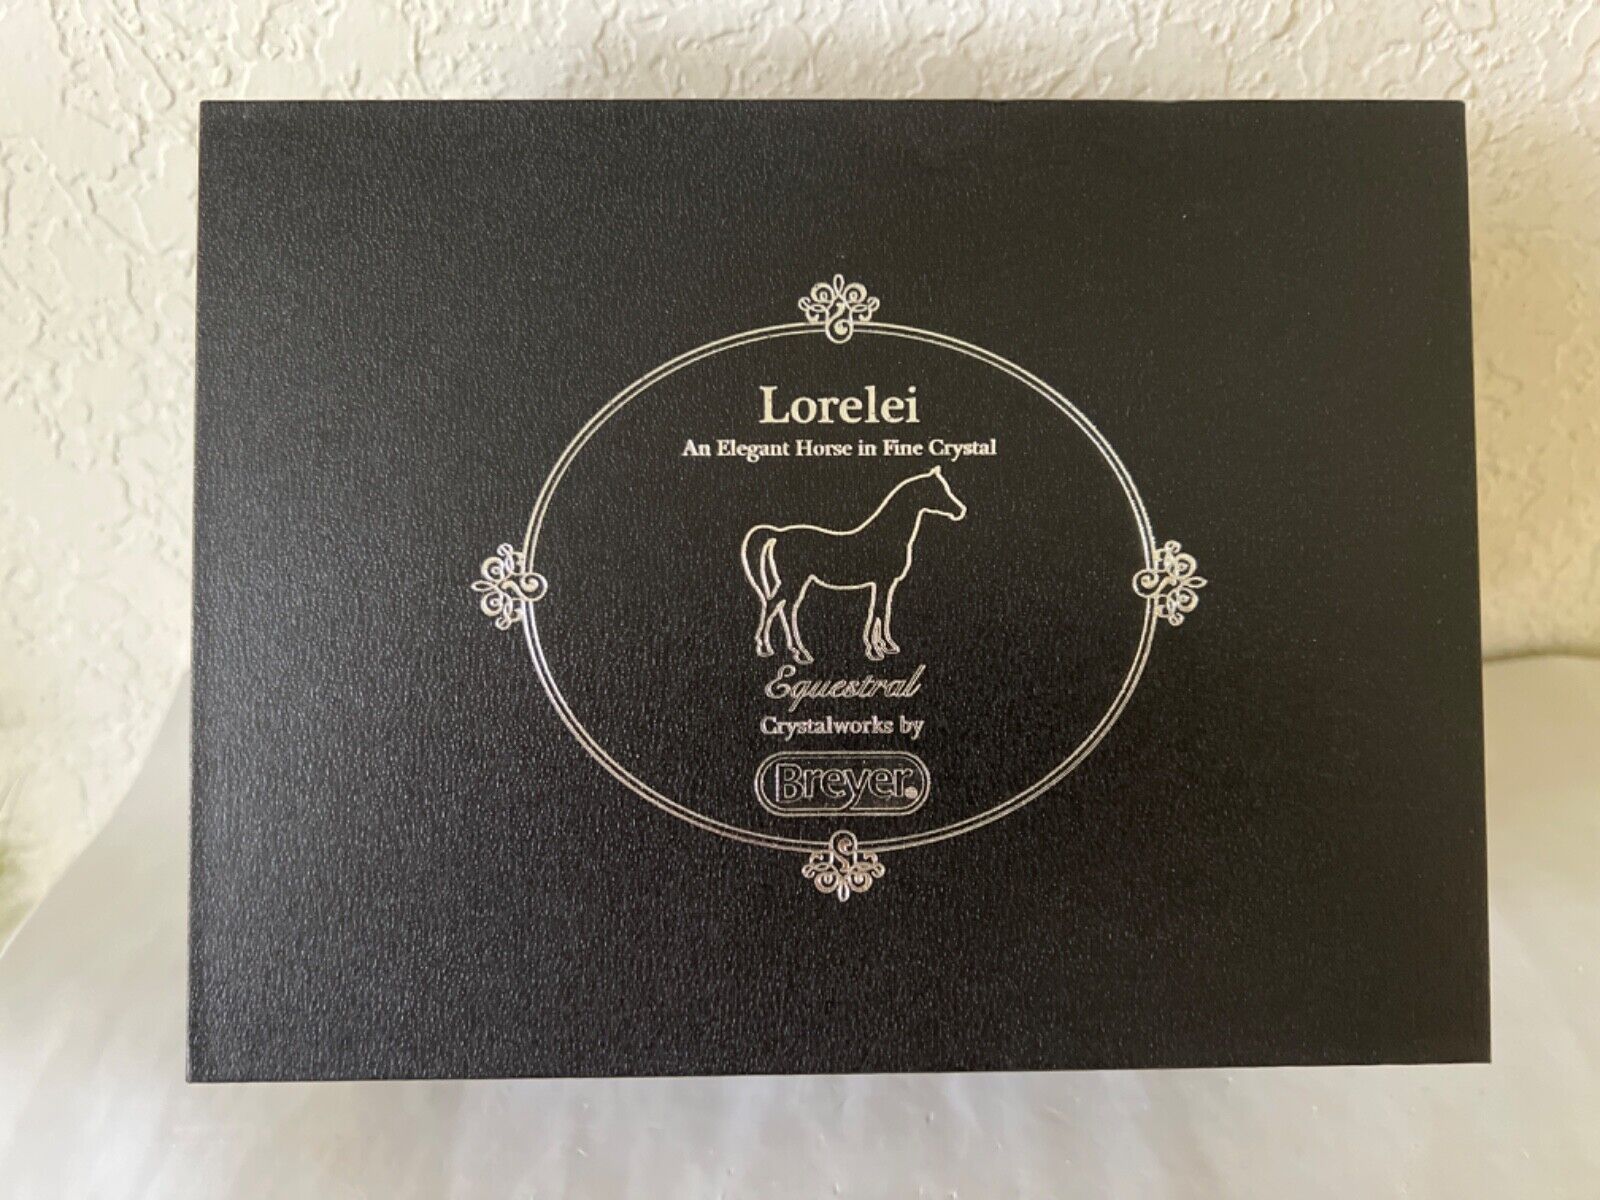 Lorelei
An Elegant Horse in Fine Crystal
Equestral
Crystalworks by
Breyer®